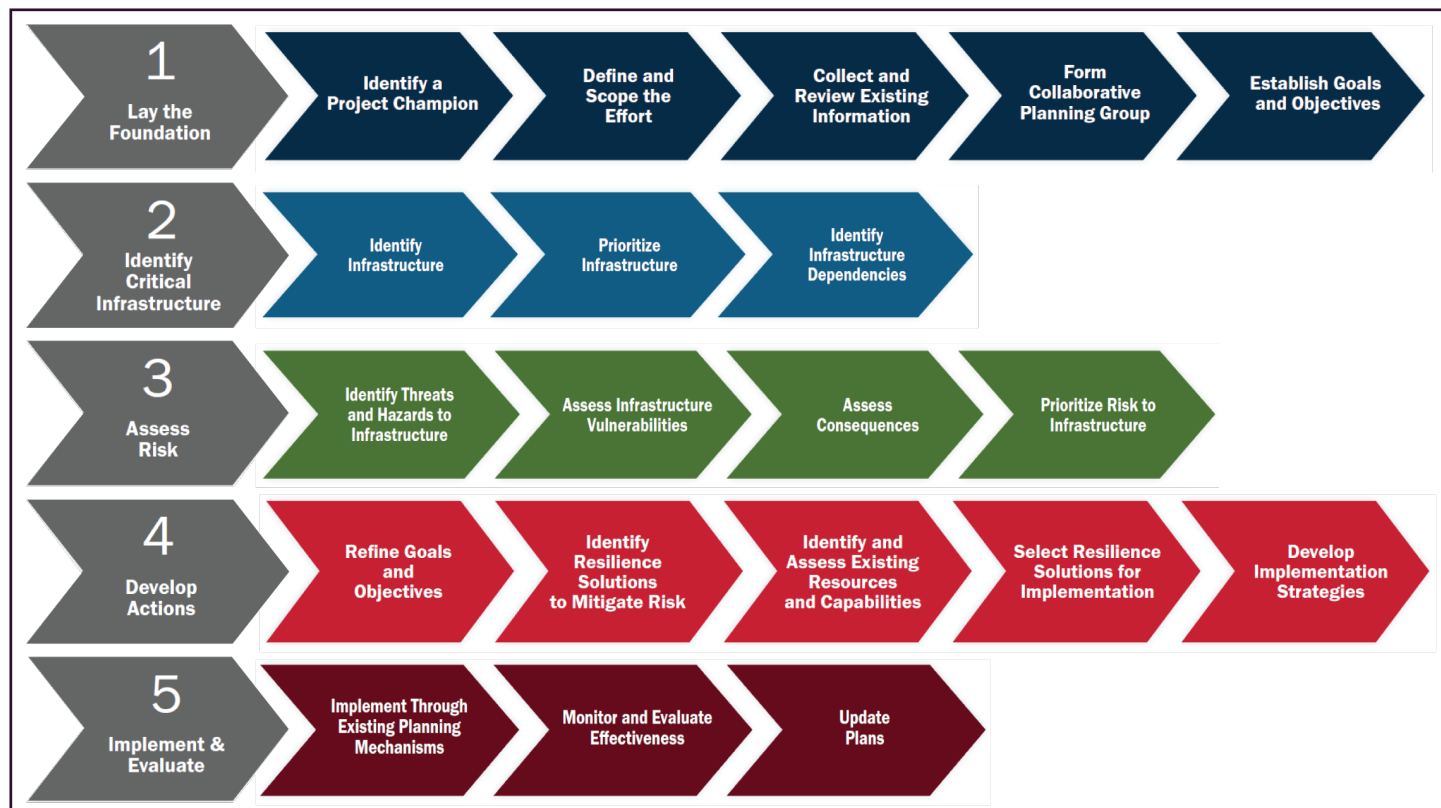 1
Lay the
Foundation
Identify a
Project Champion
Define and
Scope the
Effort
Collect and
Review Existing
Information
Form
Collaborative
Planning Group
Establish Goals
and Objectives
2
Identify
Critical
Infrastructure
Identify
Infrastructure
Prioritize
Infrastructure
Identify
Infrastructure
Dependencies
3
Assess
Risk
Identify Threats
and Hazards to
Infrastructure
Assess Infrastructure
Vulnerabilities
Assess
Consequences
Prioritize Risk to
Infrastructure
4
Develop
Actions
Refine Goals
and
Objectives
Identify
Resilience
Solutions
to Mitigate Risk
Identify and
Assess Existing
Resources
and Capabilities
Select Resilience
Solutions for
Implementation
Develop
Implementation
Strategies
5
Implement &
Evaluate
Implement Through
Existing Planning
Mechanisms
Monitor and Evaluate
Effectiveness
Update
Plans